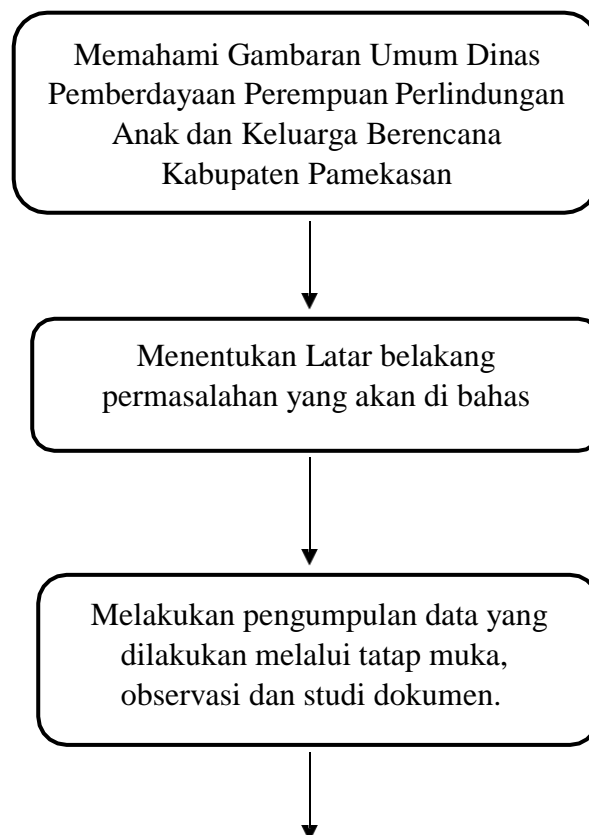 Memahami Gambaran Umum Dinas
Pemberdayaan Perempuan Perlindungan
Anak dan Keluarga Berencana
Kabupaten Pamekasan
Menentukan Latar belakang
permasalahan yang akan di bahas
Melakukan pengumpulan data yang
dilakukan melalui tatap muka,
observasi dan studi dokumen.